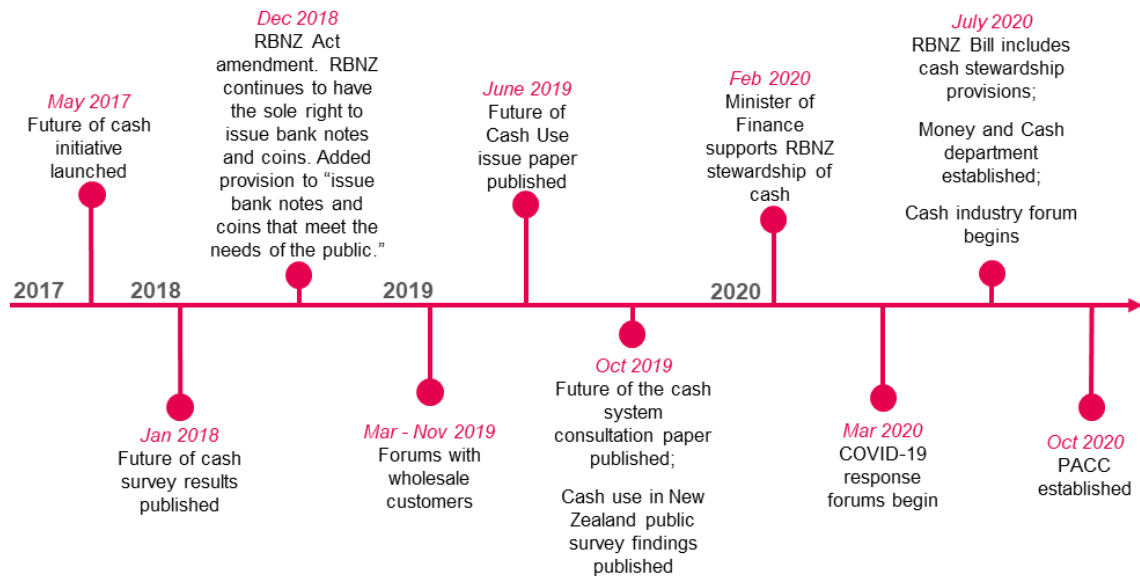 May 2017
Future of cash
initiative
launched
Dec 2018
RBNZ Act
amendment. RBNZ
continues to have
the sole right to
issue bank notes
and coins. Added
provision to “issue
bank notes and
coins that meet the
needs of the public.”
June 2019
Future of
Cash Use
issue paper
published
Feb 2020
Minister of
Finance
supports RBNZ
stewardship of
cash
July 2020
RBNZ Bill includes
cash stewardship
provisions;
Money and Cash
department
established;
Cash industry forum
begins
2017
2018
2019
2020
Jan 2018
Future of cash
survey results
published
Mar - Nov 2019
Forums with
wholesale
customers
Oct 2019
Future of the cash
system
consultation paper
published;
Cash use in New
Zealand public
survey findings
published
Mar 2020
COVID-19
response
forums begin
Oct 2020
PACC
established